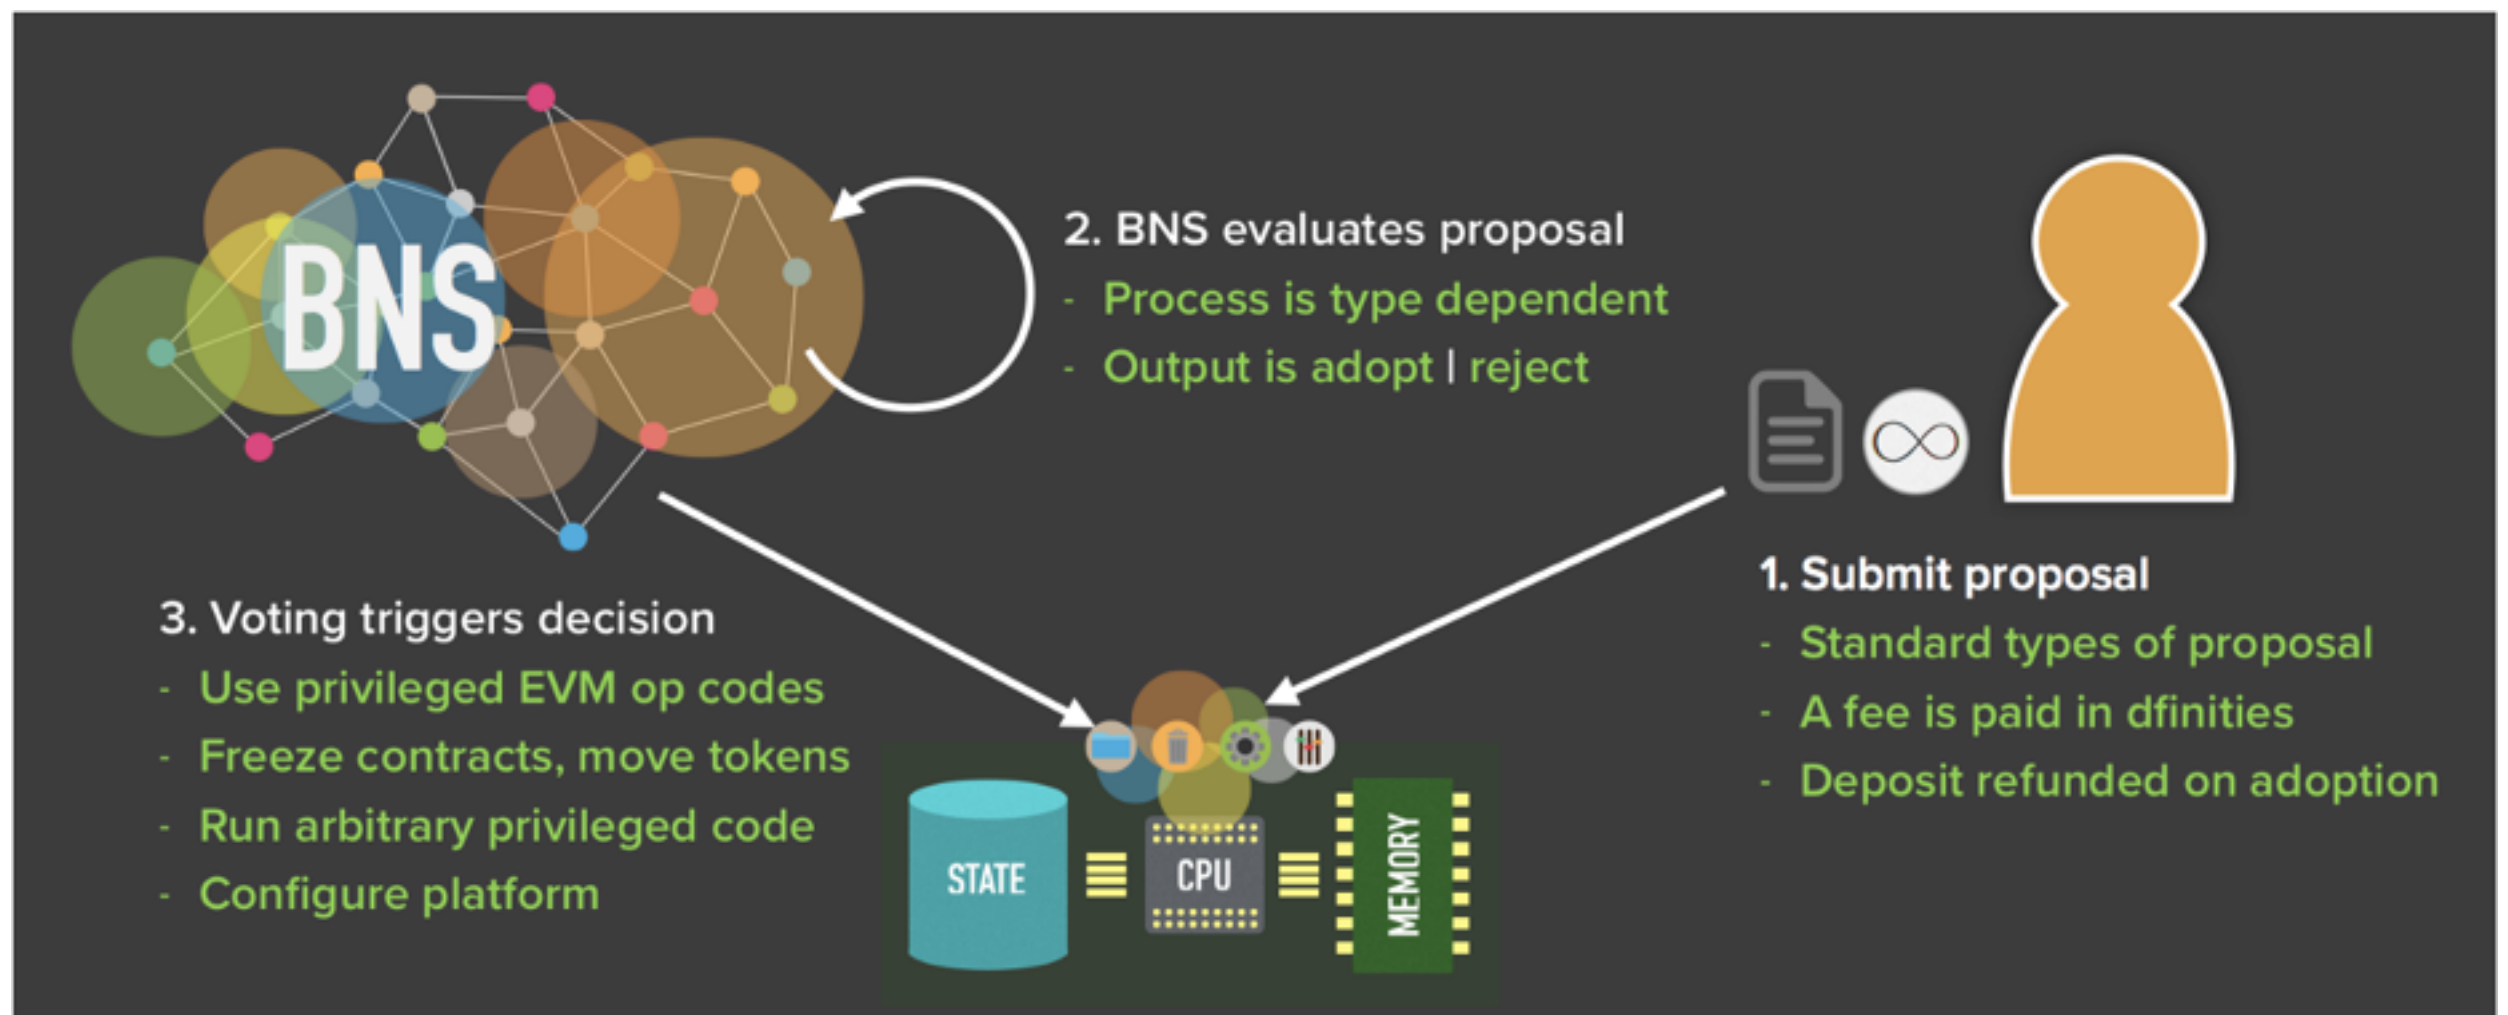 BNS
2. BNS evaluates proposal
- Process is type dependent
- Output is adopt | reject
1. Submit proposal
- Standard types of proposal
- A fee is paid in dfinities
- Deposit refunded on adoption
3. Voting triggers decision
- Use privileged EVM op codes
- Freeze contracts, move tokens
- Run arbitrary privileged code
- Configure platform
STATE
CPU
MEMORY